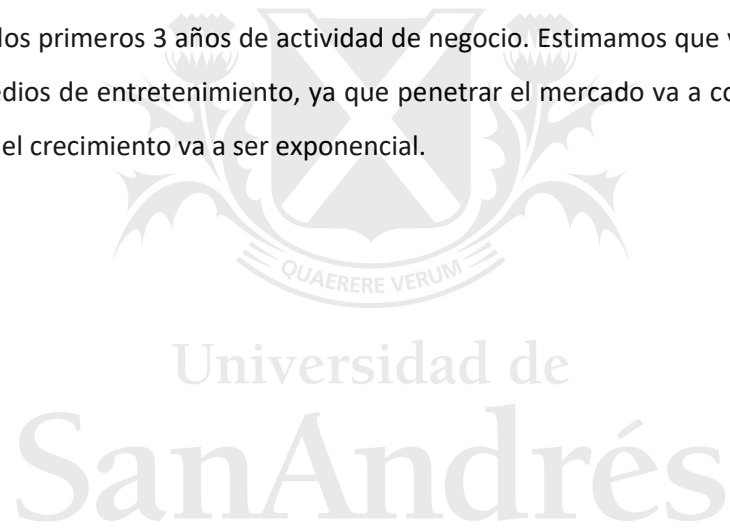 los primeros 3 años de actividad de negocio. Estimamos que v
edios de entretenimiento, ya que penetrar el mercado va a co
el crecimiento va a ser exponencial.
QUAERERE VERUM
Universidad de
SanAndrés